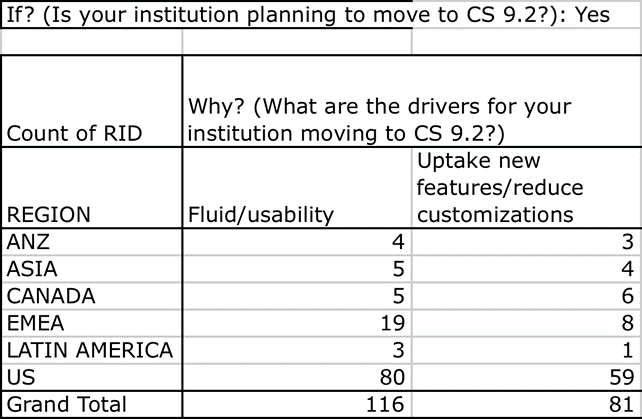 If? (Is your institution planning to move to CS 9.2?): Yes
Count of RID
Why? (What are the drivers for your
institution moving to CS 9.2?)
REGION
Fluid/usability
Uptake new
features/reduce
customizations
ANZ 4 3
ASIA 5 4
CANADA 5 6
EMEA 19 8
LATIN AMERICA 3 1
US 80 59
Grand Total 116 81